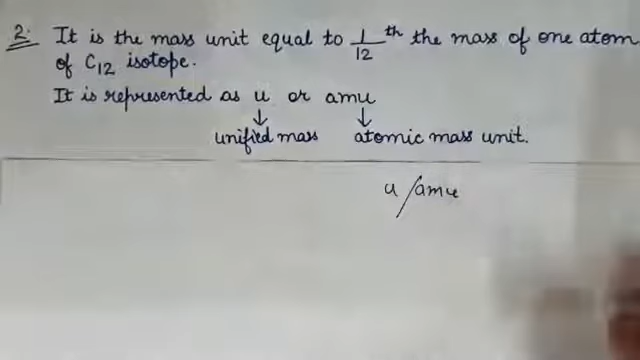 2. It is the mass unit equal to 1/12 th the mass of one atom
of C12 isotope.
It is represented as u or amu
↓ ↓
unified mass atomic mass unit.
u/amu